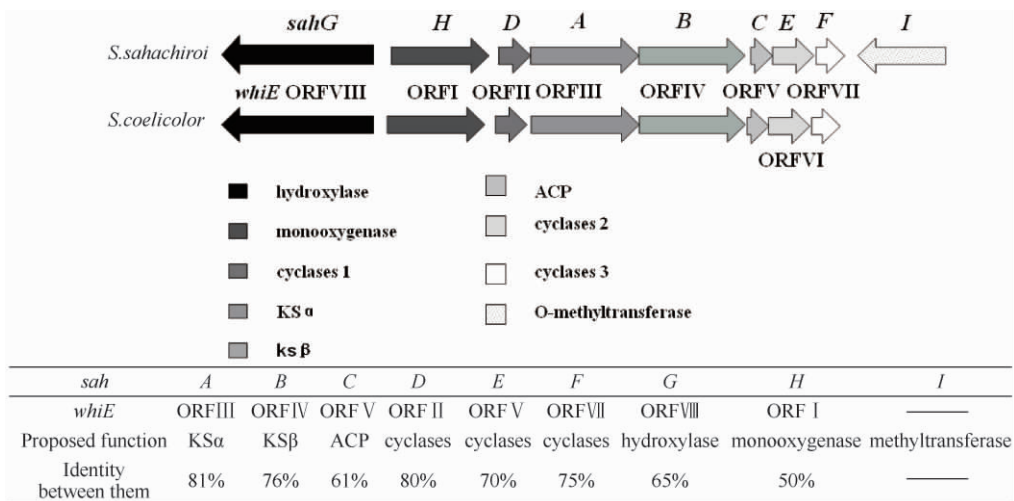 sahG H D A B C E F I
S.sahachiroi
whiE ORFVIII ORFI ORFII ORFIII ORFIV ORFV ORFVII
S.coelicolor
ORFVI
hydroxylase ACP
monooxygenase cyclases 2
cyclases 1 cyclases 3
KSα O-methyltransferase
ksβ
sah A B C D E F G H I
whiE ORFⅢ ORFⅣ ORFⅤ ORFⅡ ORFⅤ ORFⅦ ORFⅧ ORFⅠ ——
Proposed function KSα KSβ ACP cyclases cyclases cyclases hydroxylase monooxygenase methyltransferase
Identity
between them 81% 76% 61% 80% 70% 75% 65% 50% ——